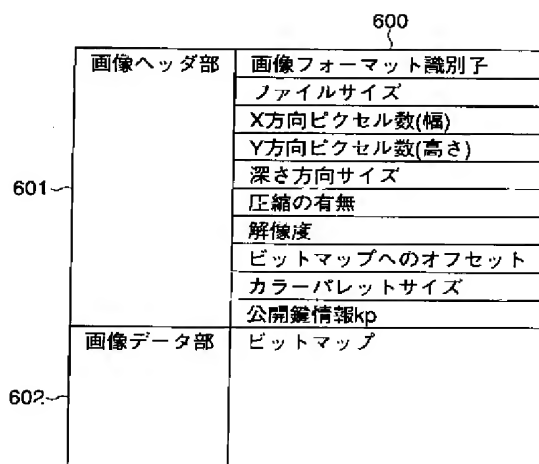 600
画像ヘッダ部 画像フォーマット識別子
ファイルサイズ
X方向ピクセル数(幅)
Y方向ピクセル数(高さ)
深さ方向サイズ
601
圧縮の有無
解像度
ビットマップへのオフセット
カラーパレットサイズ
公開鍵情報kp
画像データ部 ビットマップ
602